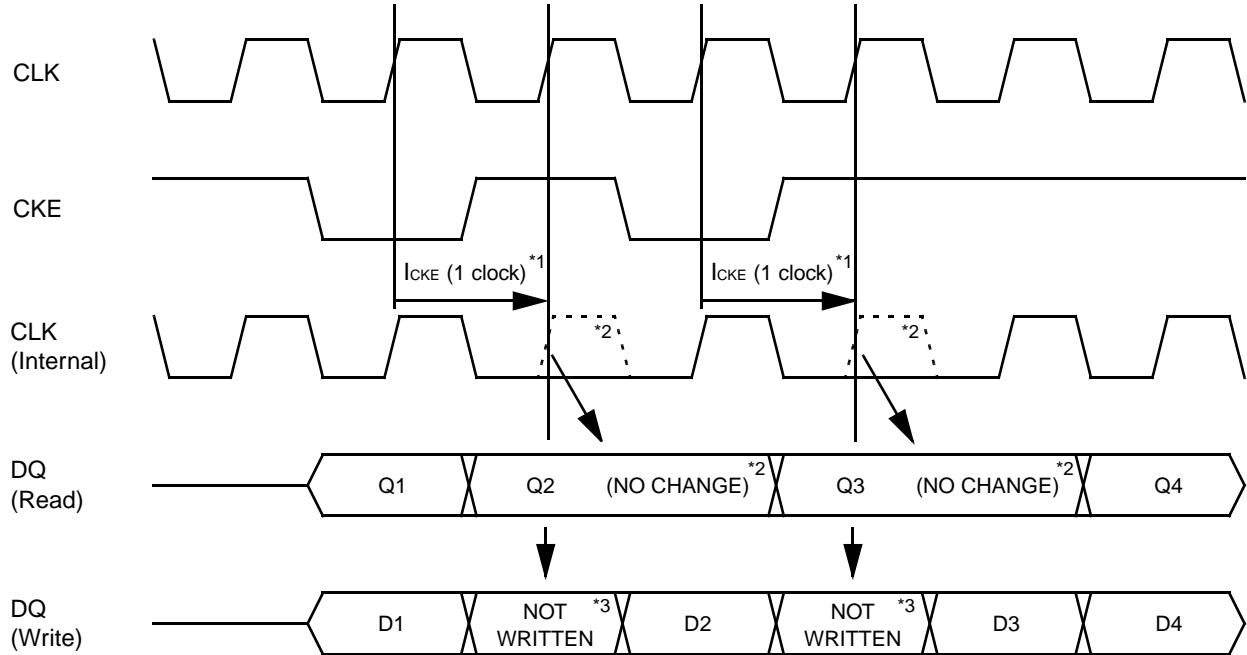 CLK
CKE
ICKE (1 clock)*1
ICKE (1 clock)*1
CLK
(Internal)
*2
*2
DQ
(Read)
Q1
Q2
(NO CHANGE)*2
Q3
(NO CHANGE)*2
Q4
DQ
(Write)
D1
NOT
WRITTEN
*3
D2
NOT
WRITTEN
*3
D3
D4